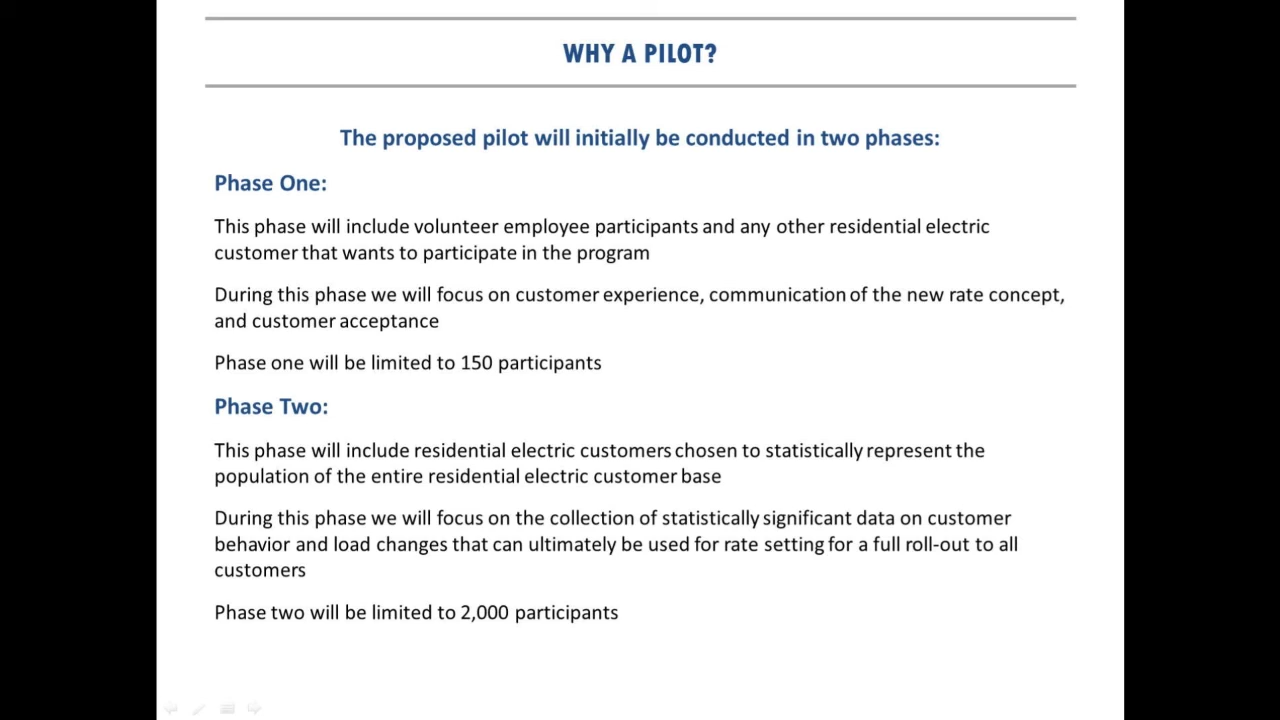 WHY A PILOT?
The proposed pilot will initially be conducted in two phases:
Phase One:
This phase will include volunteer employee participants and any other residential electric
customer that wants to participate in the program
During this phase we will focus on customer experience, communication of the new rate concept,
and customer acceptance
Phase one will be limited to 150 participants
Phase Two:
This phase will include residential electric customers chosen to statistically represent the
population of the entire residential electric customer base
During this phase we will focus on the collection of statistically significant data on customer
behavior and load changes that can ultimately be used for rate setting for a full roll-out to all
customers
Phase two will be limited to 2,000 participants